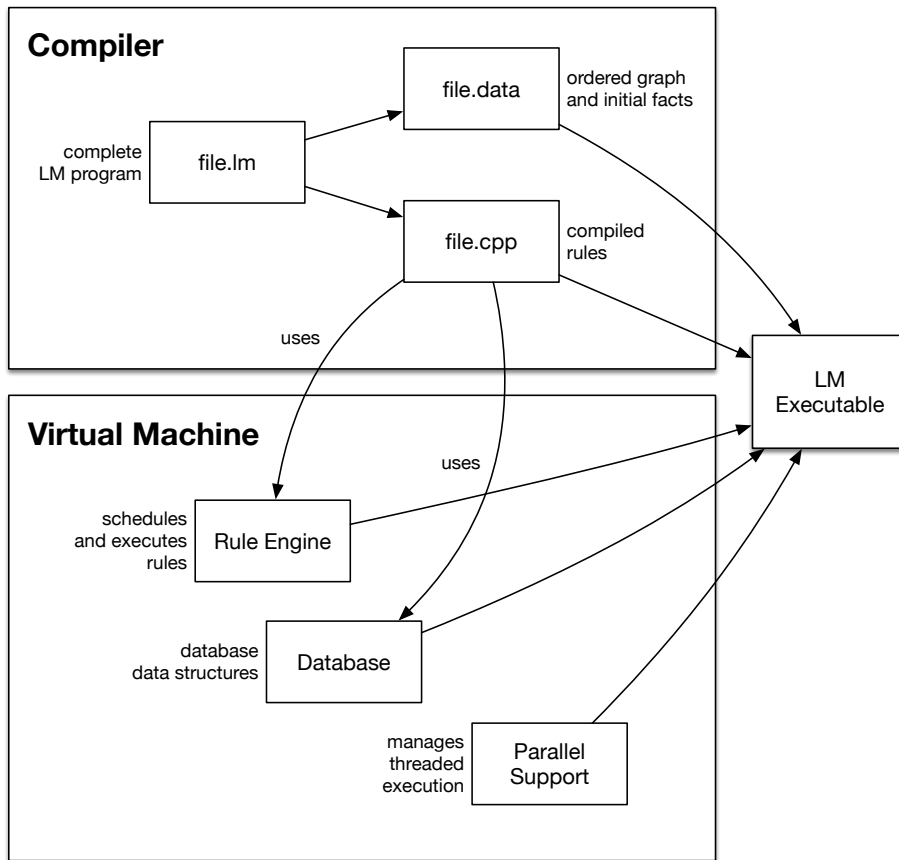 Compiler
file.data
ordered graph
and initial facts
complete
LM program
file.lm
file.cpp
compiled
rules
uses
LM
Executable
Virtual Machine
uses
schedules
and executes
rules
Rule Engine
database
data structures
Database
manages
threaded
execution
Parallel
Support